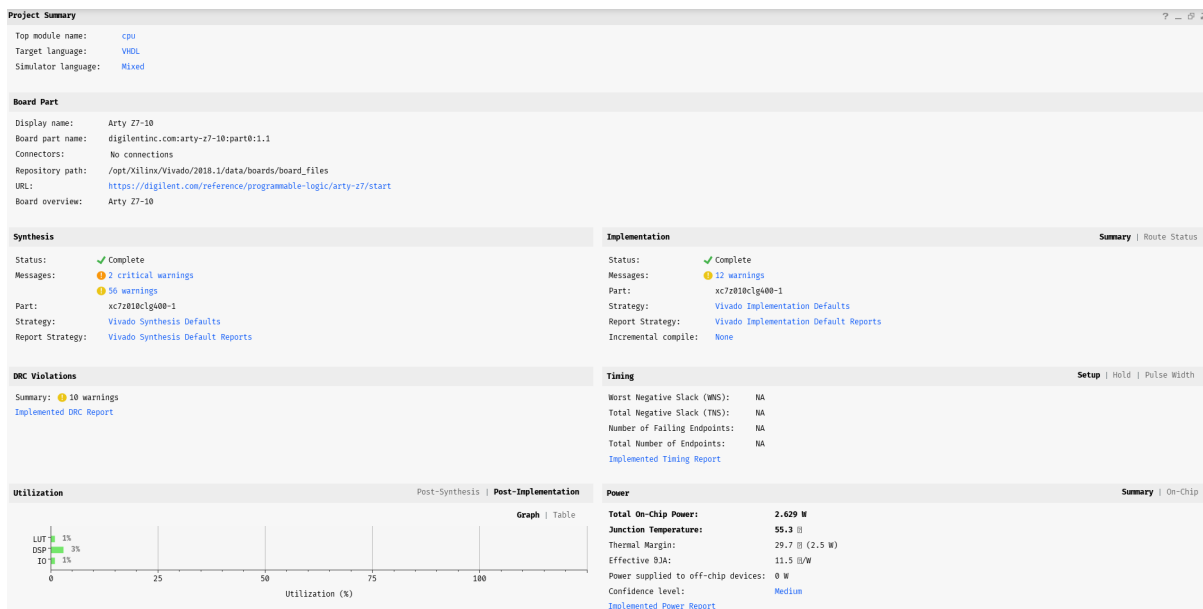 Project Summary
? _
Top module name: cpu
Target language: VHDL
Simulator language: Mixed
Board Part
Display name: Arty Z7-10
Board part name: digilentinc.com:arty-z7-10:part0:1.1
Connectors: No connections
Repository path: /opt/Xilinx/Vivado/2018.1/data/boards/board_files
URL: https://digilent.com/reference/programmable-logic/arty-z7/start
Board overview: Arty Z7-10
Synthesis
Status: Complete
Messages: 2 critical warnings
56 warnings
Part: xc7z010clg400-1
Strategy: Vivado Synthesis Defaults
Report Strategy: Vivado Synthesis Default Reports
Implementation
Summary | Route Status
Status: Complete
Messages: 12 warnings
Part: xc7z010clg400-1
Strategy: Vivado Implementation Defaults
Report Strategy: Vivado Implementation Default Reports
Incremental compile: None
DRC Violations
Summary: 10 warnings
Implemented DRC Report
Timing
Setup | Hold | Pulse Width
Worst Negative Slack (WNS): NA
Total Negative Slack (TNS): NA
Number of Failing Endpoints: NA
Total Number of Endpoints: NA
Implemented Timing Report
Utilization
Post-Synthesis | Post-Implementation
Graph | Table
LUT 1%
DSP 3%
IO 1%
0 25 50 75 100
Utilization (%)
Power
Summary | On-Chip
Total On-Chip Power: 2.629 W
Junction Temperature: 55.3
Thermal Margin: 29.7 (2.5 W)
Effective ϑJA: 11.5 /W
Power supplied to off-chip devices: 0 W
Confidence level: Medium
Implemented Power Report